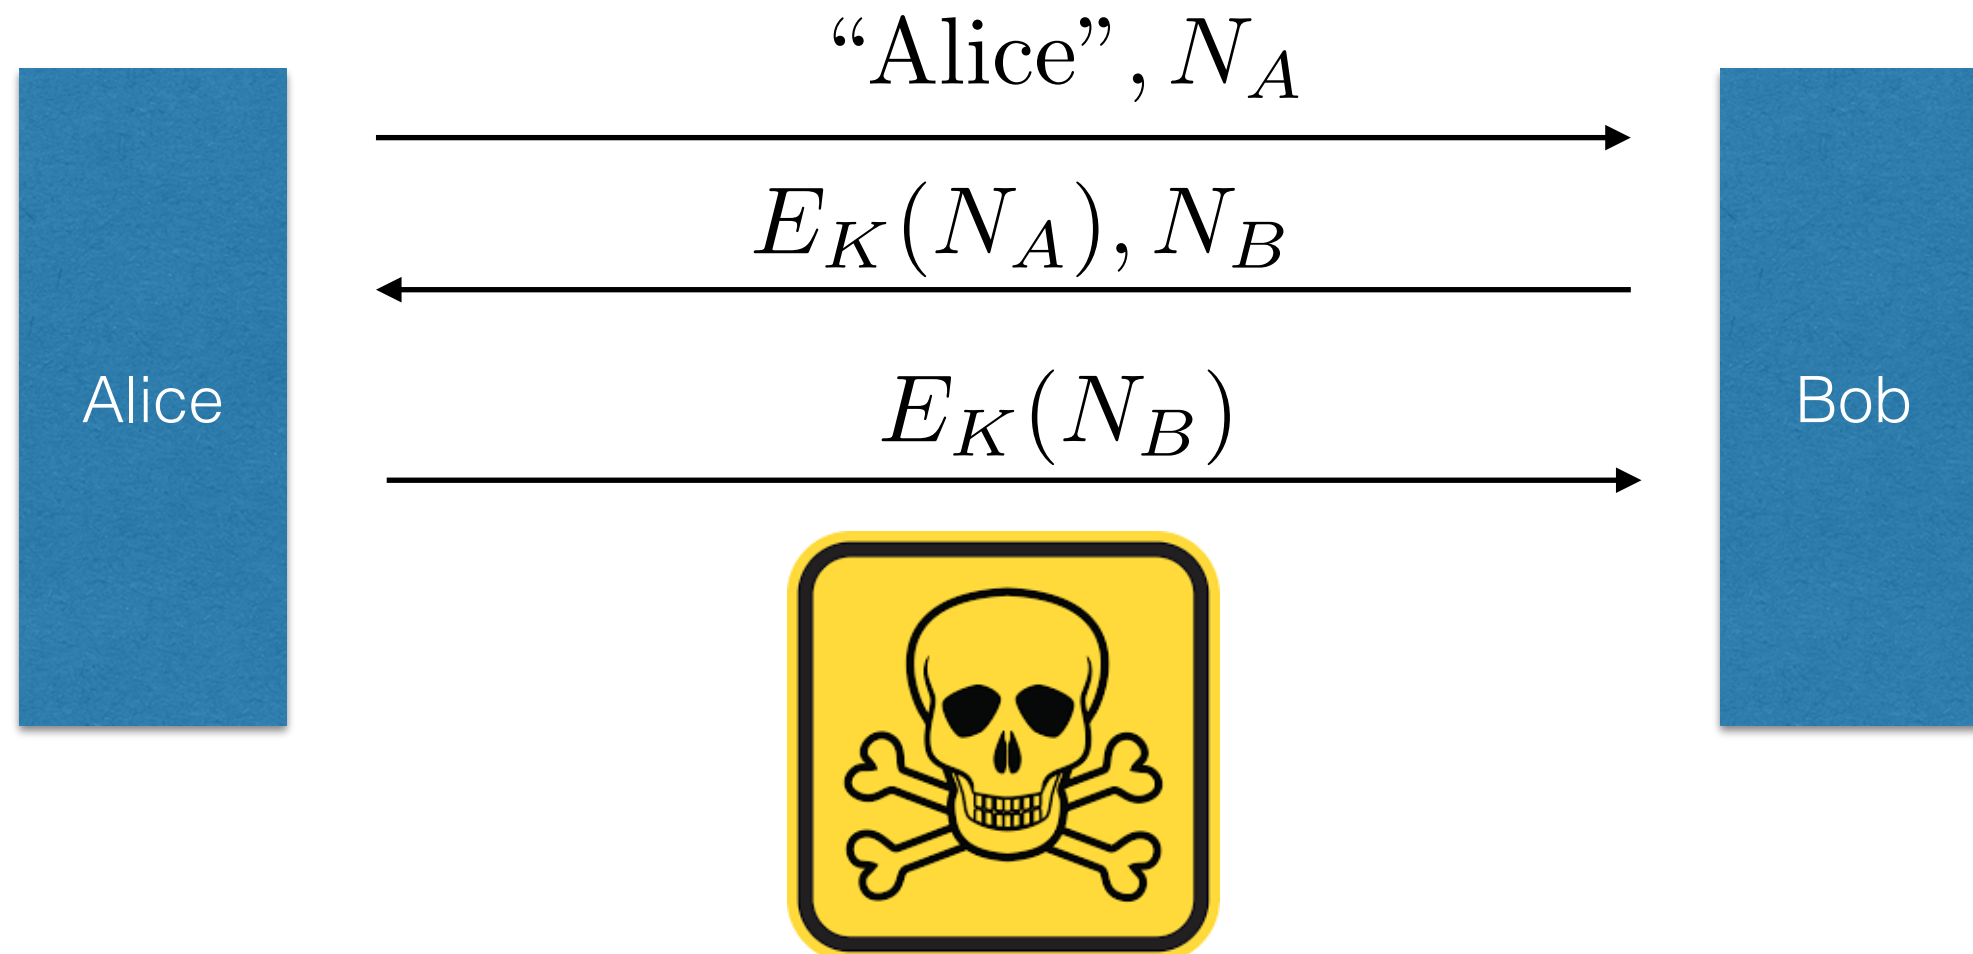 “Alice”, N_A
E_K(N_A), N_B
Alice
E_K(N_B)
Bob